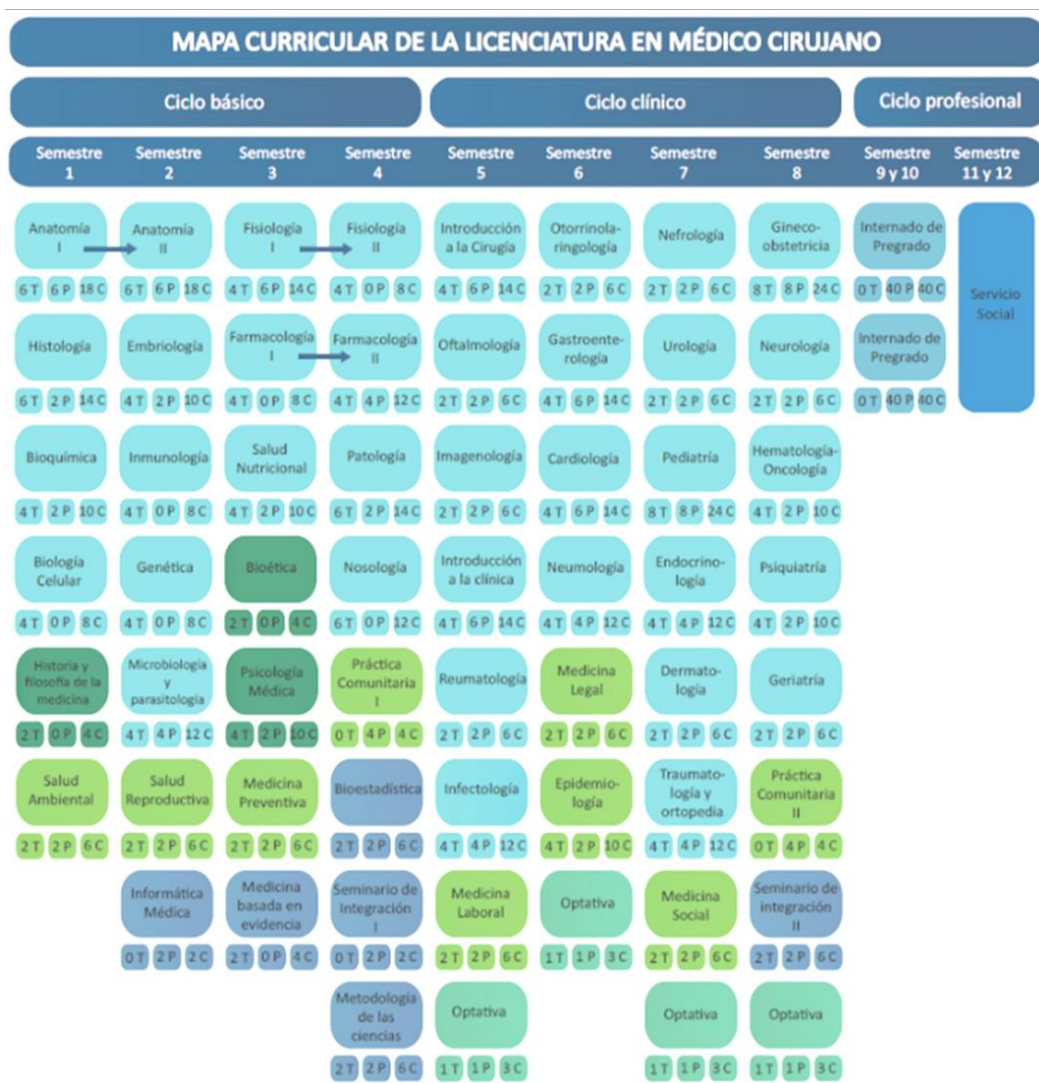 MAPA CURRICULAR DE LA LICENCIATURA EN MÉDICO CIRUJANO
Ciclo básico
Ciclo clínico
Ciclo profesional
Semestre
1
Semestre
2
Semestre
3
Semestre
4
Semestre
5
Semestre
6
Semestre
7
Semestre
8
Semestre
9 y 10
Semestre
11 y 12
Anatomía
I
Anatomía
II
Fisiología
I
Fisiología
II
Introducción
a la Cirugía
Otorrinola-
ringología
Nefrología
Gineco-
obstetricia
Internado de
Pregrado
Servicio
Social
6 T 6 P 18 C
6 T 6 P 18 C
4 T 6 P 14 C
4 T 0 P 8 C
4 T 6 P 14 C
2 T 2 P 6 C
2 T 2 P 6 C
8 T 8 P 24 C
0 T 40 P 40 C
Histología
Embriología
Farmacología
I
Farmacología
II
Oftalmología
Gastroente-
rología
Urología
Neurología
Internado de
Pregrado
6 T 2 P 14 C
4 T 2 P 10 C
4 T 0 P 8 C
4 T 4 P 12 C
2 T 2 P 6 C
4 T 6 P 14 C
2 T 2 P 6 C
2 T 2 P 6 C
0 T 40 P 40 C
Bioquímica
Inmunología
Salud
Nutricional
Patología
Imagenología
Cardiología
Pediatría
Hematología-
Oncología
4 T 2 P 10 C
4 T 0 P 8 C
4 T 2 P 10 C
6 T 2 P 14 C
2 T 2 P 6 C
4 T 6 P 14 C
8 T 8 P 24 C
4 T 2 P 10 C
Biología
Celular
Genética
Bioética
Nosología
Introducción
a la clínica
Neumología
Endocrino-
logía
Psiquiatría
4 T 0 P 8 C
4 T 0 P 8 C
2 T 0 P 4 C
6 T 0 P 12 C
4 T 6 P 14 C
4 T 4 P 12 C
4 T 4 P 12 C
4 T 2 P 10 C
Historia y
filosofía de la
medicina
Microbiología
y
parasitología
Psicología
Médica
Práctica
Comunitaria
I
Reumatología
Medicina
Legal
Dermato-
logía
Geriatría
2 T 0 P 4 C
4 T 4 P 12 C
4 T 2 P 10 C
0 T 4 P 4 C
2 T 2 P 6 C
2 T 2 P 6 C
2 T 2 P 6 C
2 T 2 P 6 C
Salud
Ambiental
Salud
Reproductiva
Medicina
Preventiva
Bioestadística
Infectología
Epidemio-
logía
Traumato-
logía y
ortopedia
Práctica
Comunitaria
II
2 T 2 P 6 C
2 T 2 P 6 C
2 T 2 P 6 C
2 T 2 P 6 C
4 T 4 P 12 C
4 T 2 P 10 C
4 T 4 P 12 C
0 T 4 P 4 C
Informática
Médica
Medicina
basada en
evidencia
Seminario de
Integración
I
Medicina
Laboral
Optativa
Medicina
Social
Seminario de
integración
II
0 T 2 P 2 C
2 T 0 P 4 C
0 T 2 P 2 C
2 T 2 P 6 C
1 T 1 P 3 C
2 T 2 P 6 C
2 T 2 P 6 C
Metodología
de las
ciencias
Optativa
Optativa
Optativa
2 T 2 P 6 C
1 T 1 P 3 C
1 T 1 P 3 C
1 T 1 P 3 C